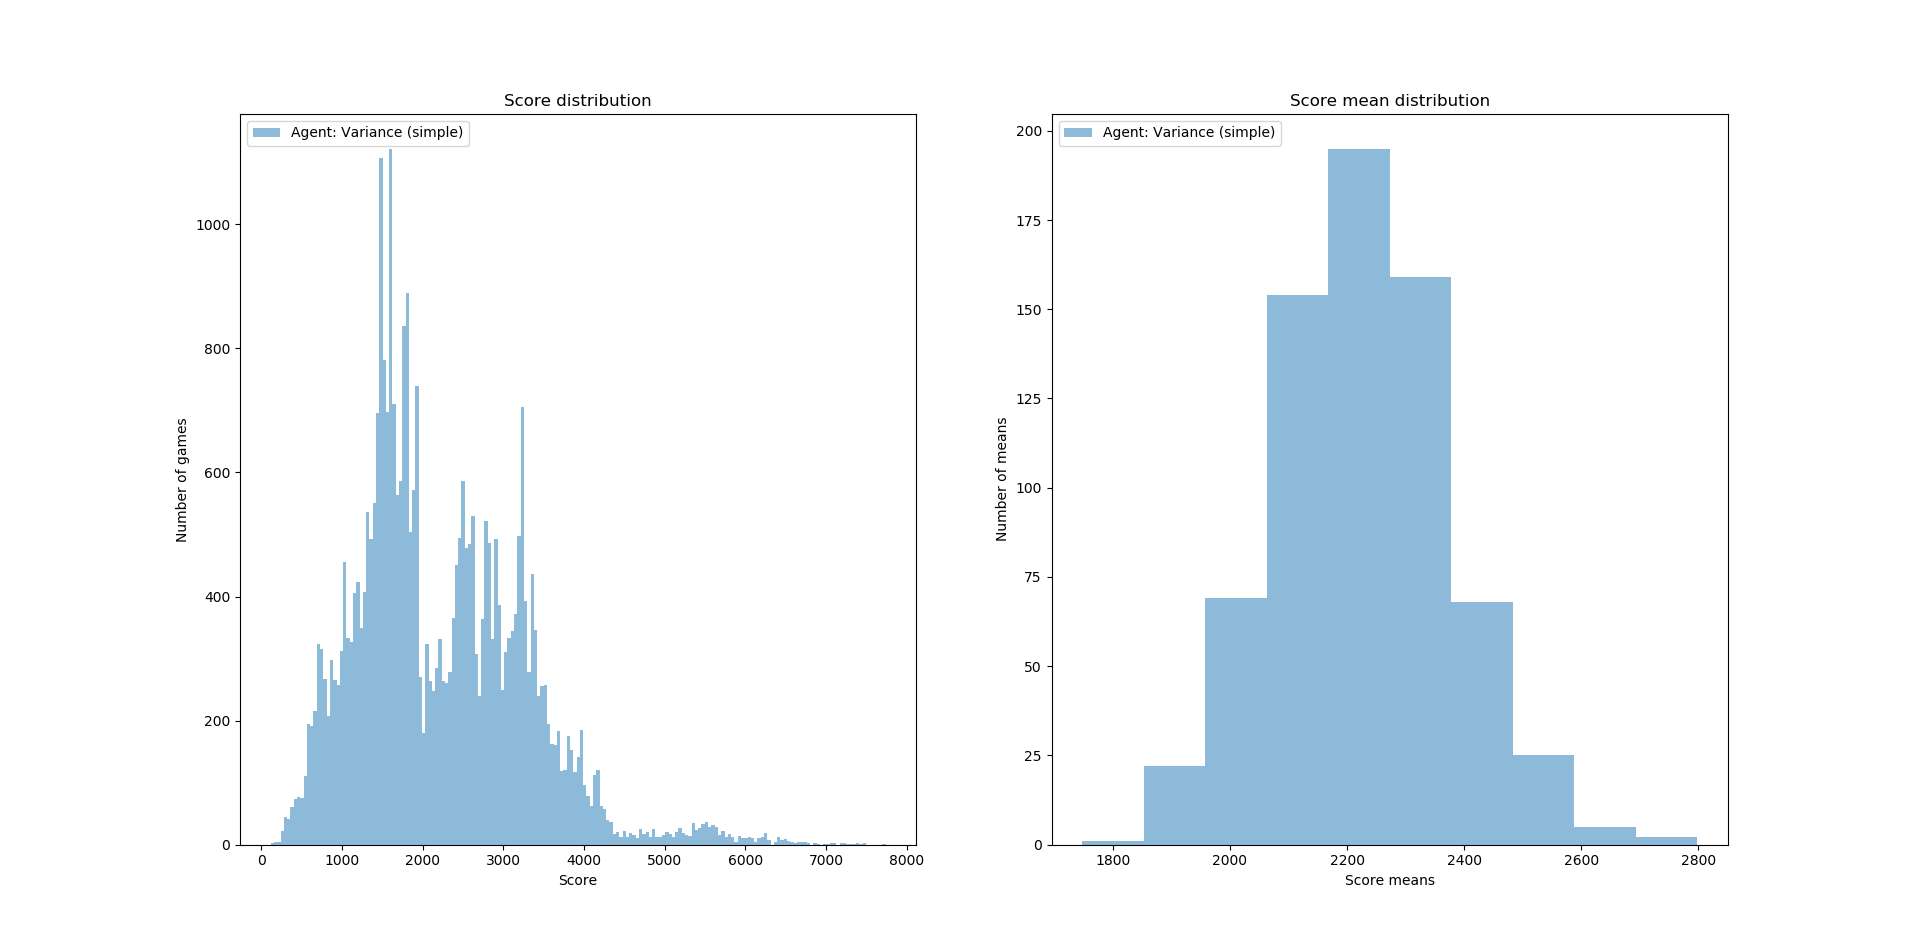 Score distribution
Agent: Variance (simple)
1000
800
600
400
200
0
Number of games
0 1000 2000 3000 4000 5000 6000 7000 8000
Score
Score mean distribution
Agent: Variance (simple)
200
175
150
125
100
75
50
25
0
Number of means
1800 2000 2200 2400 2600 2800
Score means